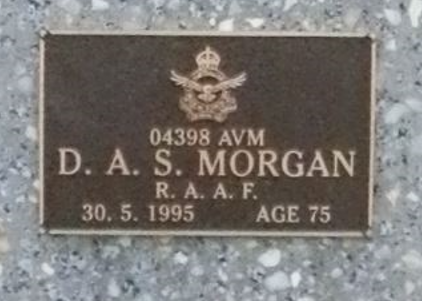 04398 AVM
D. A. S. MORGAN
R. A. A. F.
30. 5. 1995 AGE 75